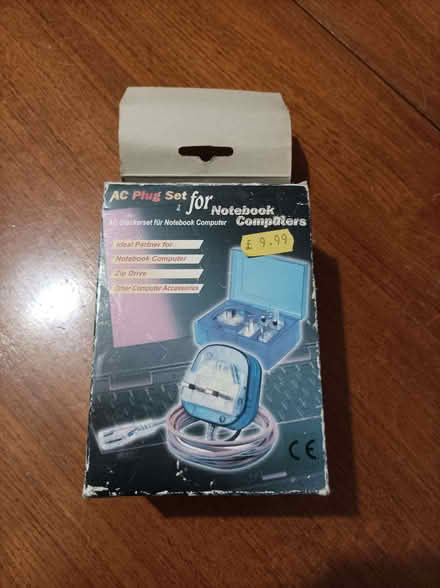 AC Plug Set
for
Notebook
Computers
AC Steckerset für Notebook Computer
£ 9.99
Ideal Partner for
Notebook Computer
Zip Drive
Other Computer Accessories
CE